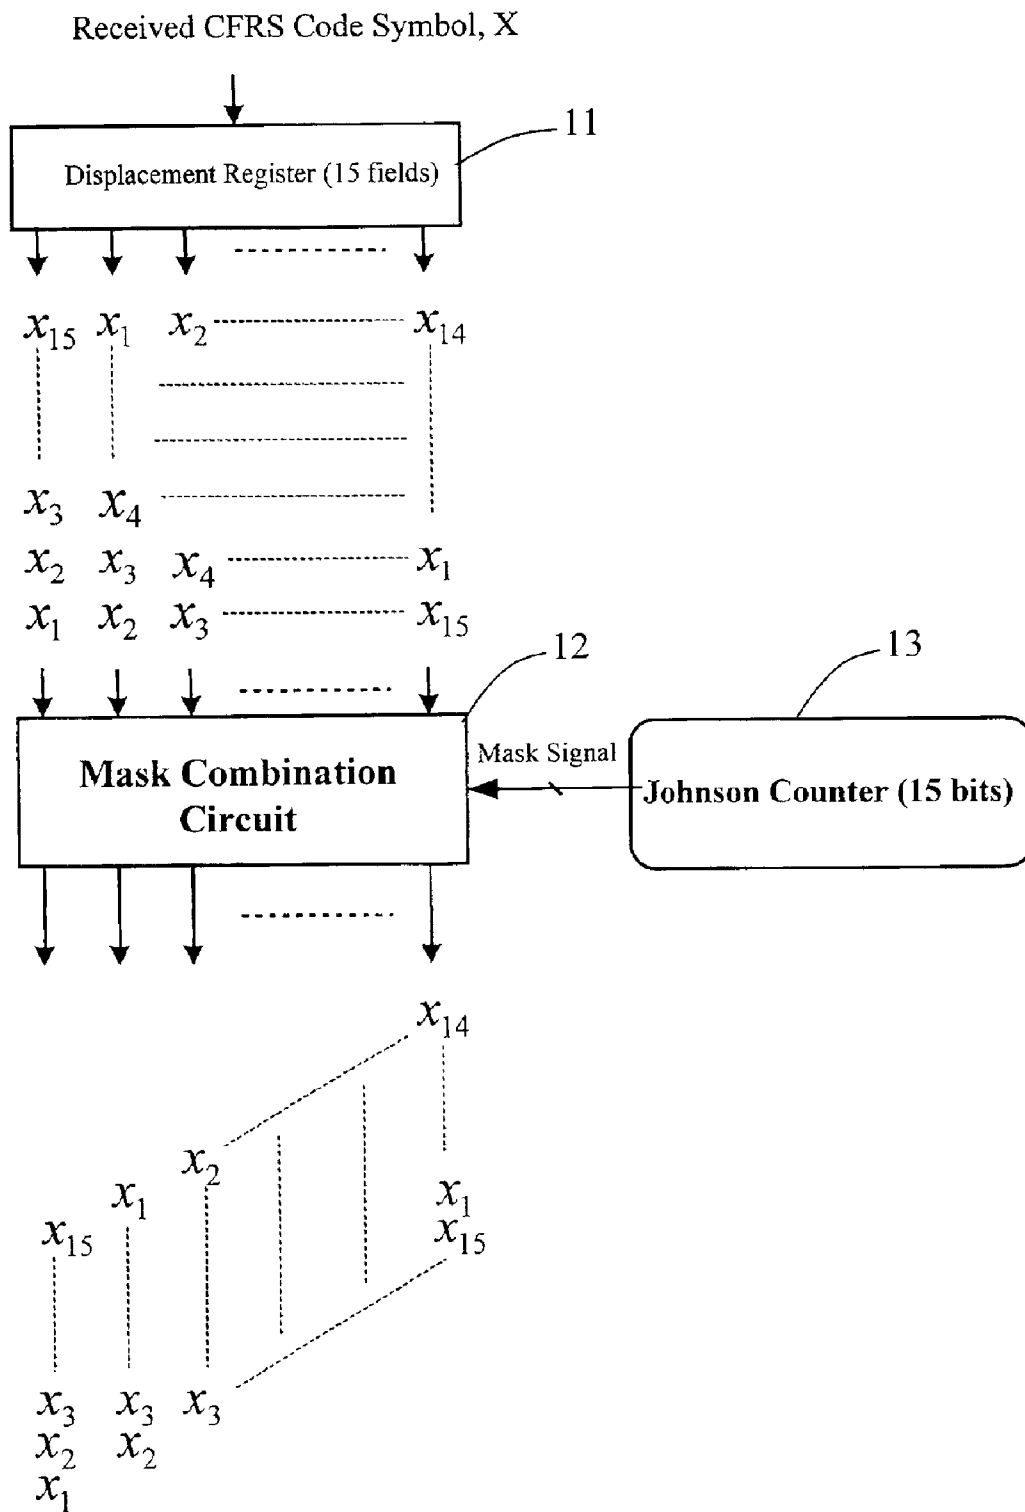 Received CFRS Code Symbol, X
11
Displacement Register (15 fields)
x15 x1 x2 x14
x3 x4
x2 x3 x4 x1
x1 x2 x3 x15
12
13
Mask Combination
Circuit
Mask Signal
Johnson Counter (15 bits)
x14
x2
x1 x1
x15 x15
x3 x3 x3
x2 x2
x1